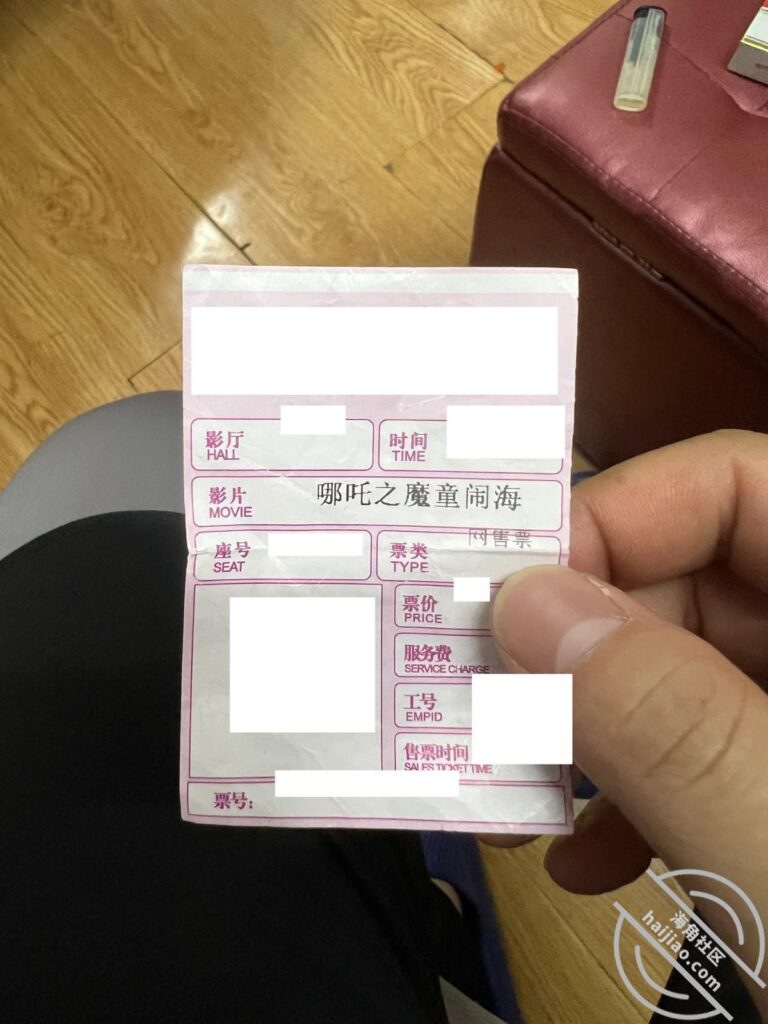 影厅
HALL
时间
TIME
影片
MOVIE
哪吒之魔童闹海
座号
SEAT
票类
TYPE
网售票
票价
PRICE
服务费
SERVICE CHARGE
工号
EMPID
售票时间
SALES TICKET TIME
票号:
海角社区
haijiao.com